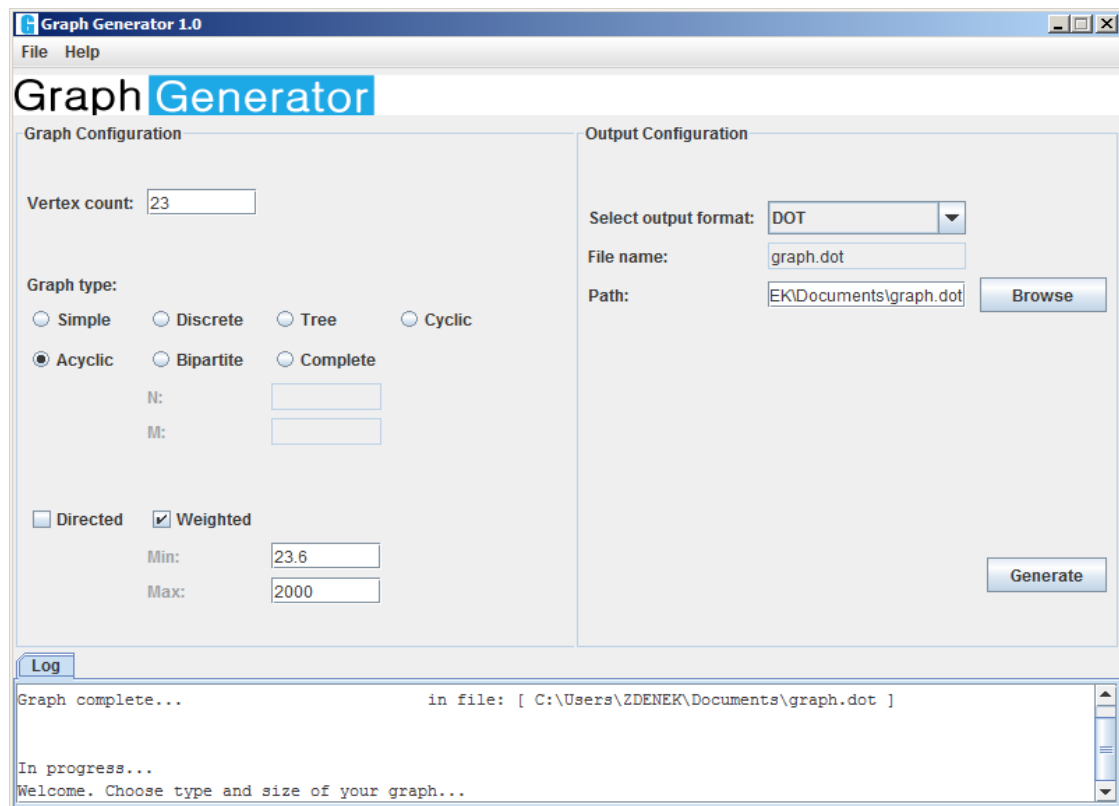 Graph Generator 1.0
File Help
Graph Generator
Graph Configuration
Vertex count: 23
Graph type:
Simple Discrete Tree Cyclic
Acyclic Bipartite Complete
N:
M:
Directed Weighted
Min: 23.6
Max: 2000
Output Configuration
Select output format: DOT
File name: graph.dot
Path: EK\Documents\graph.dot Browse
Generate
Log
Graph complete... in file: [ C:\Users\ZDENEK\Documents\graph.dot ]
In progress...
Welcome. Choose type and size of your graph...